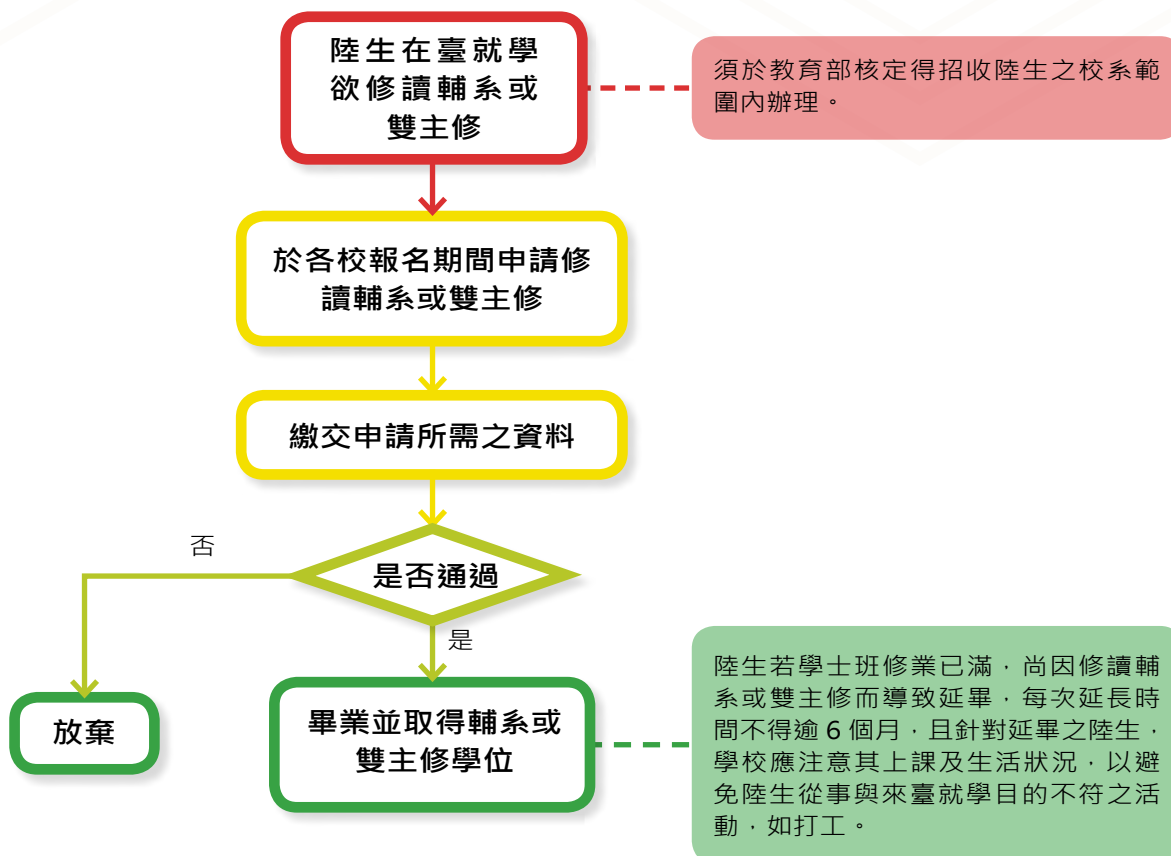 陸生在臺就學
欲修讀輔系或
雙主修
須於教育部核定得招收陸生之校系範
圍內辦理。
於各校報名期間申請修
讀輔系或雙主修
繳交申請所需之資料
否
是否通過
是
放棄
畢業並取得輔系或
雙主修學位
陸生若學士班修業已滿，尚因修讀輔
系或雙主修而導致延畢，每次延長時
間不得逾 6 個月，且針對延畢之陸生，
學校應注意其上課及生活狀況，以避
免陸生從事與來臺就學目的不符之活
動，如打工。